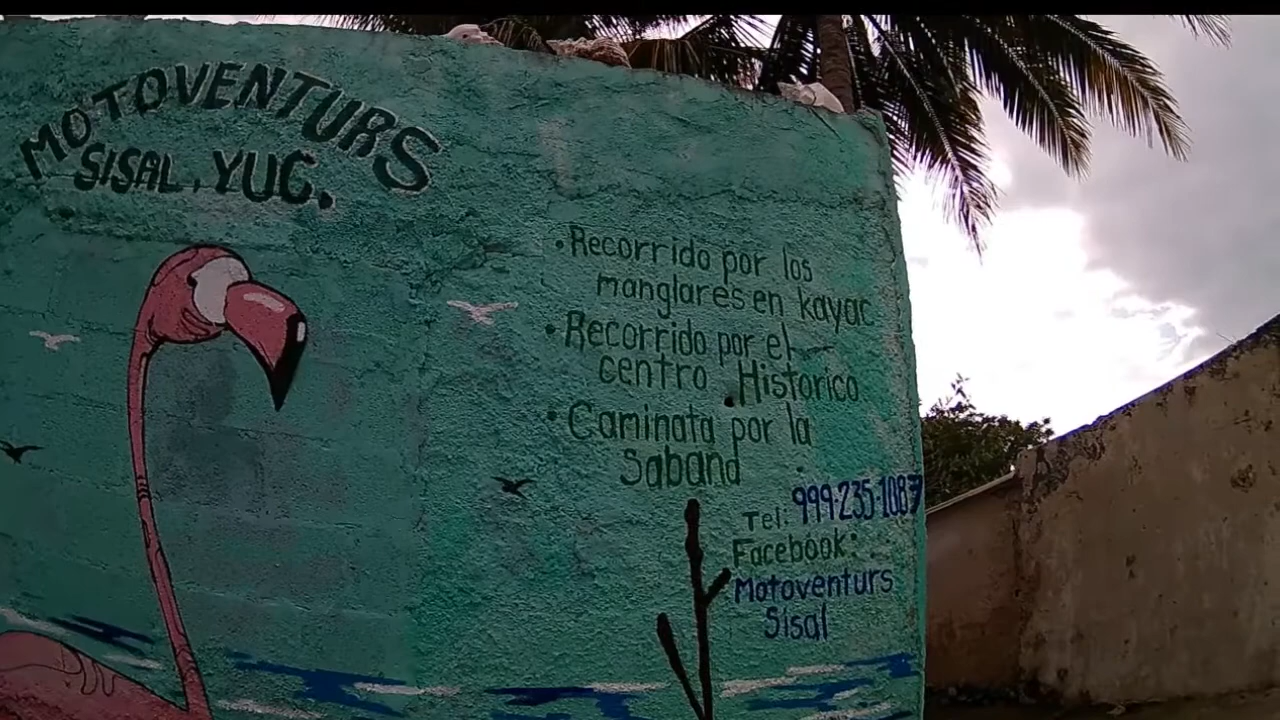 MOTOVENTURS
SISAL, YUC.
• Recorrido por los
manglares en kayac
• Recorrido por el
centro Historico
• Caminata por la
saband
Tel: 999·235·1087
Facebook:
Motoventurs
Sisal